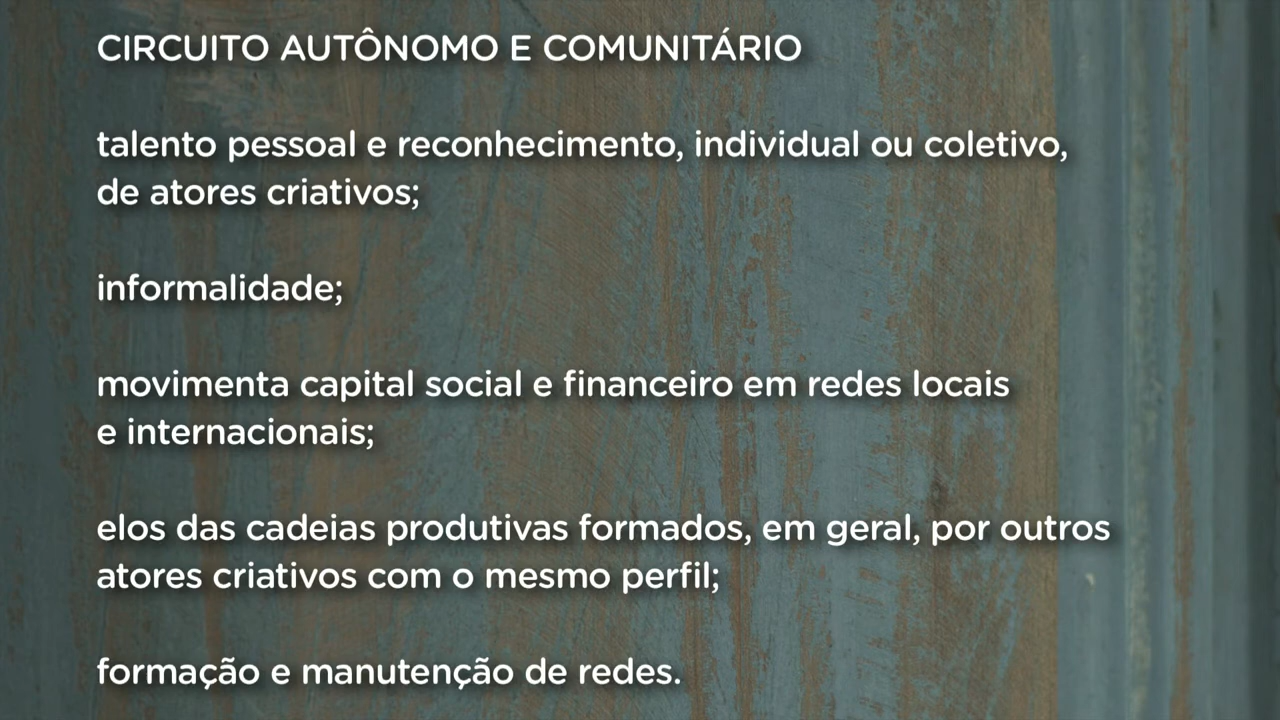 CIRCUITO AUTÔNOMO E COMUNITÁRIO
talento pessoal e reconhecimento, individual ou coletivo,
de atores criativos;
informalidade;
movimenta capital social e financeiro em redes locais
e internacionais;
elos das cadeias produtivas formados, em geral, por outros
atores criativos com o mesmo perfil;
formação e manutenção de redes.